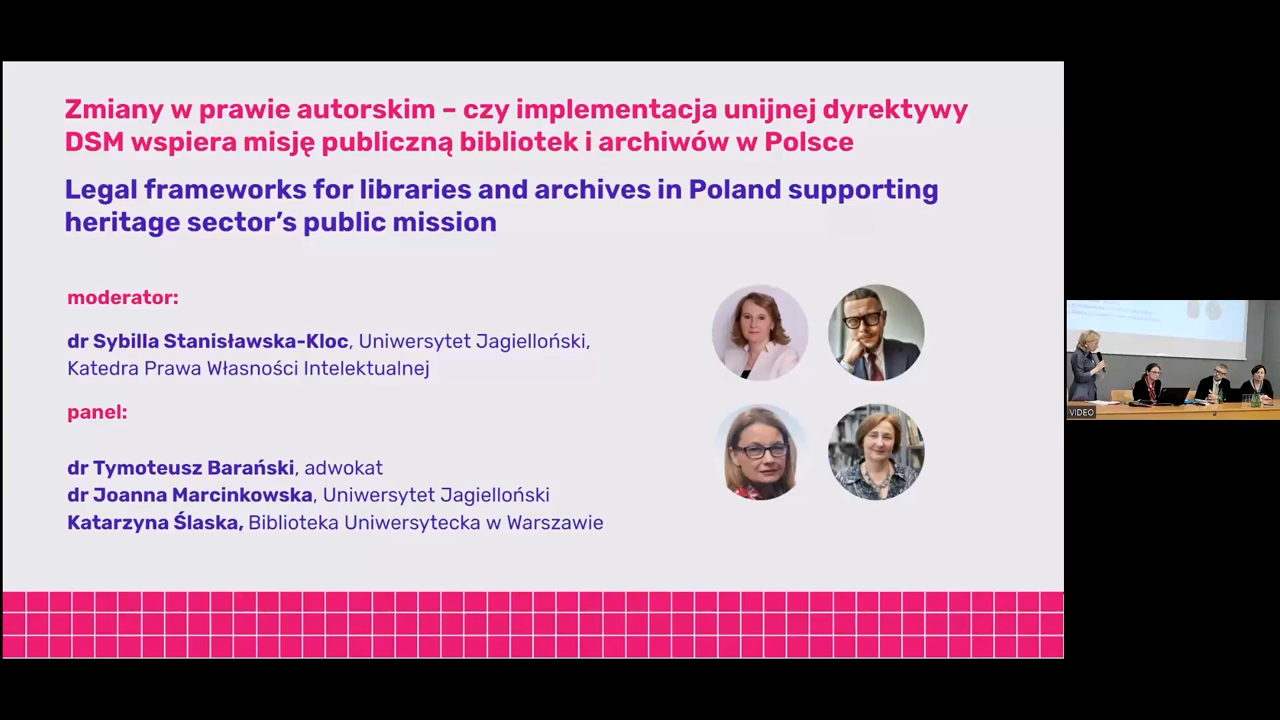 Zmiany w prawie autorskim – czy implementacja unijnej dyrektywy
DSM wspiera misję publiczną bibliotek i archiwów w Polsce
Legal frameworks for libraries and archives in Poland supporting
heritage sector's public mission
moderator:
dr Sybilla Stanisławska-Kloc, Uniwersytet Jagielloński,
Katedra Prawa Własności Intelektualnej
panel:
dr Tymoteusz Barański, adwokat
dr Joanna Marcinkowska, Uniwersytet Jagielloński
Katarzyna Ślaska, Biblioteka Uniwersytecka w Warszawie
VIDEO